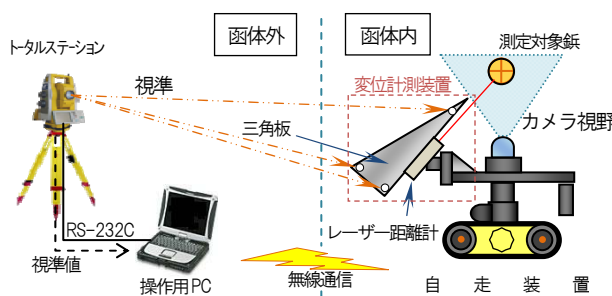 函体外
函体内
トータルステーション
視準
変位計測装置
測定対象鋲
三角板
カメラ視野
RS-232C
視準値
操作用PC
無線通信
レーザー距離計
自走装置